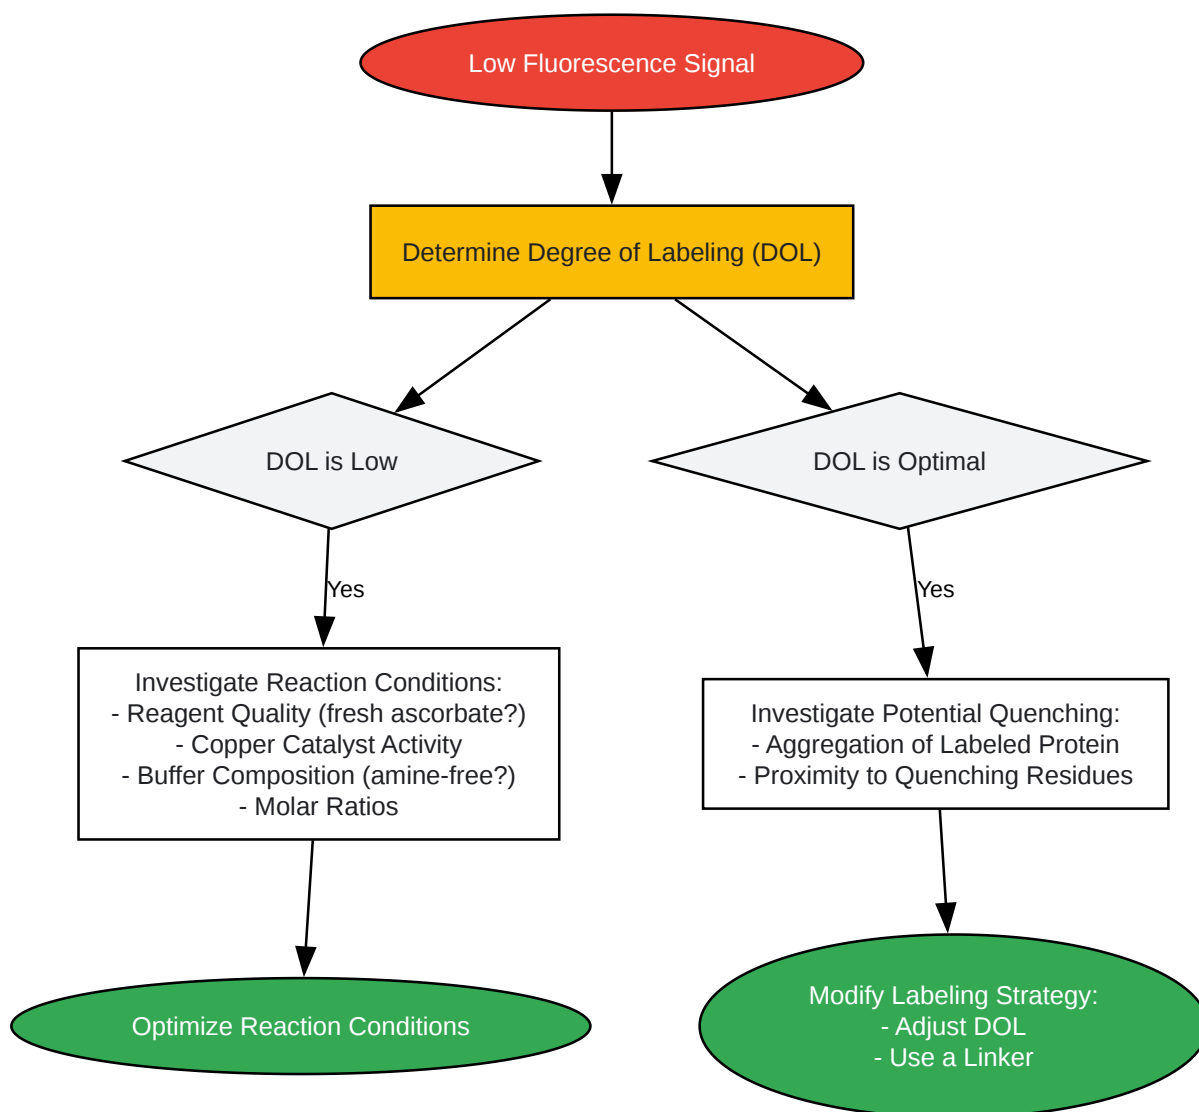 Low Fluorescence Signal
Determine Degree of Labeling (DOL)
DOL is Low
DOL is Optimal
Yes
Yes
Investigate Reaction Conditions:
- Reagent Quality (fresh ascorbate?)
- Copper Catalyst Activity
- Buffer Composition (amine-free?)
- Molar Ratios
Investigate Potential Quenching:
- Aggregation of Labeled Protein
- Proximity to Quenching Residues
Optimize Reaction Conditions
Modify Labeling Strategy:
- Adjust DOL
- Use a Linker